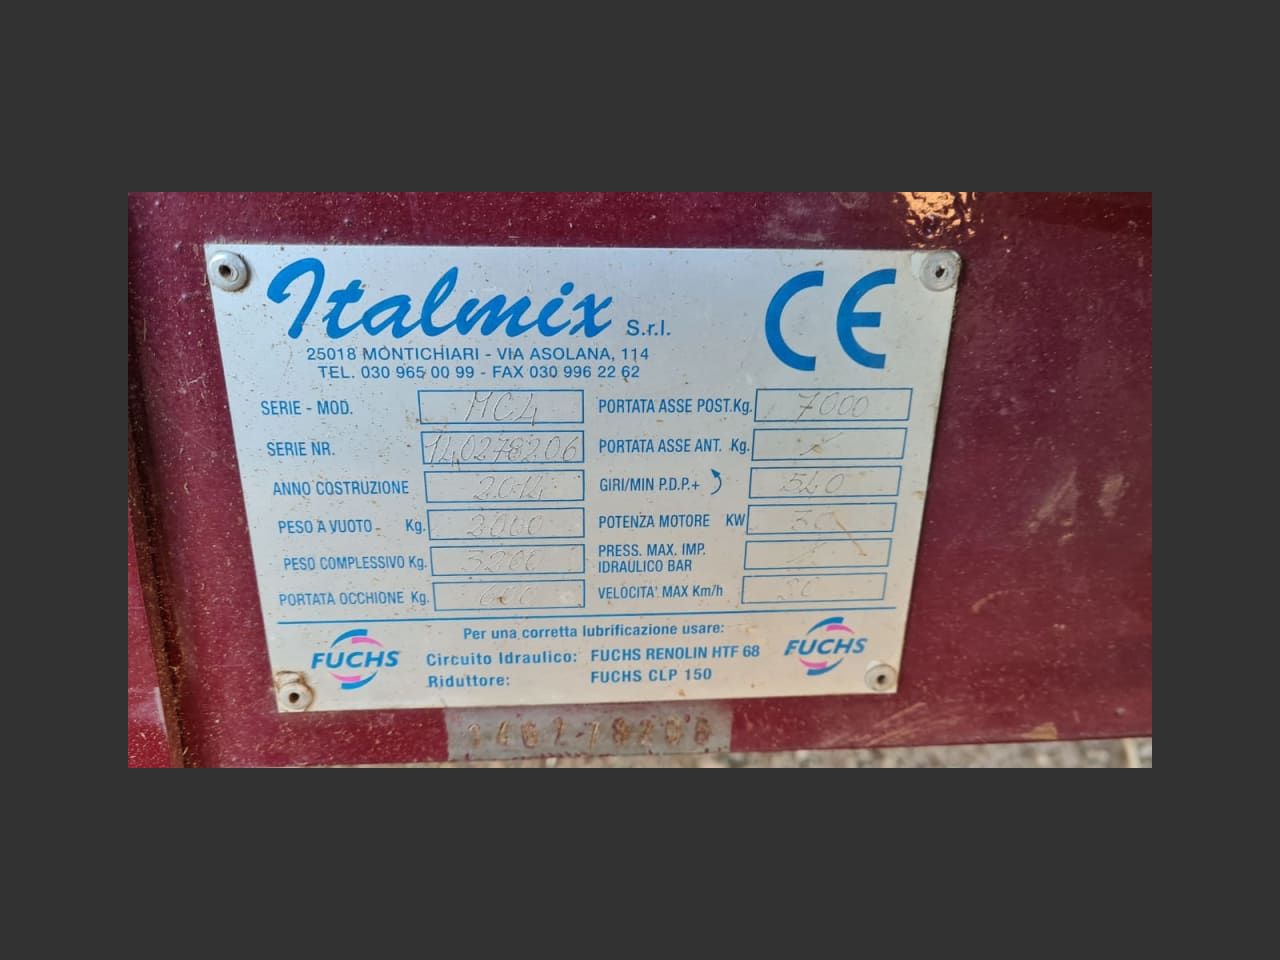 Italmix S.r.l.
CE
25018 MONTICHIARI - VIA ASOLANA, 114
TEL. 030 965 00 99 - FAX 030 996 22 62
SERIE - MOD. MC4
SERIE NR. 140278206
ANNO COSTRUZIONE
PESO A VUOTO Kg.
PESO COMPLESSIVO Kg. 5200
PORTATA OCCHIONE Kg. 600
PORTATA ASSE POST. Kg. 7000
PORTATA ASSE ANT. Kg.
GIRI/MIN P.D.P.+ 540
POTENZA MOTORE KW
PRESS. MAX. IMP.
IDRAULICO BAR
VELOCITA' MAX Km/h
Per una corretta lubrificazione usare:
FUCHS
Circuito Idraulico: FUCHS RENOLIN HTF 68
Riduttore: FUCHS CLP 150
FUCHS